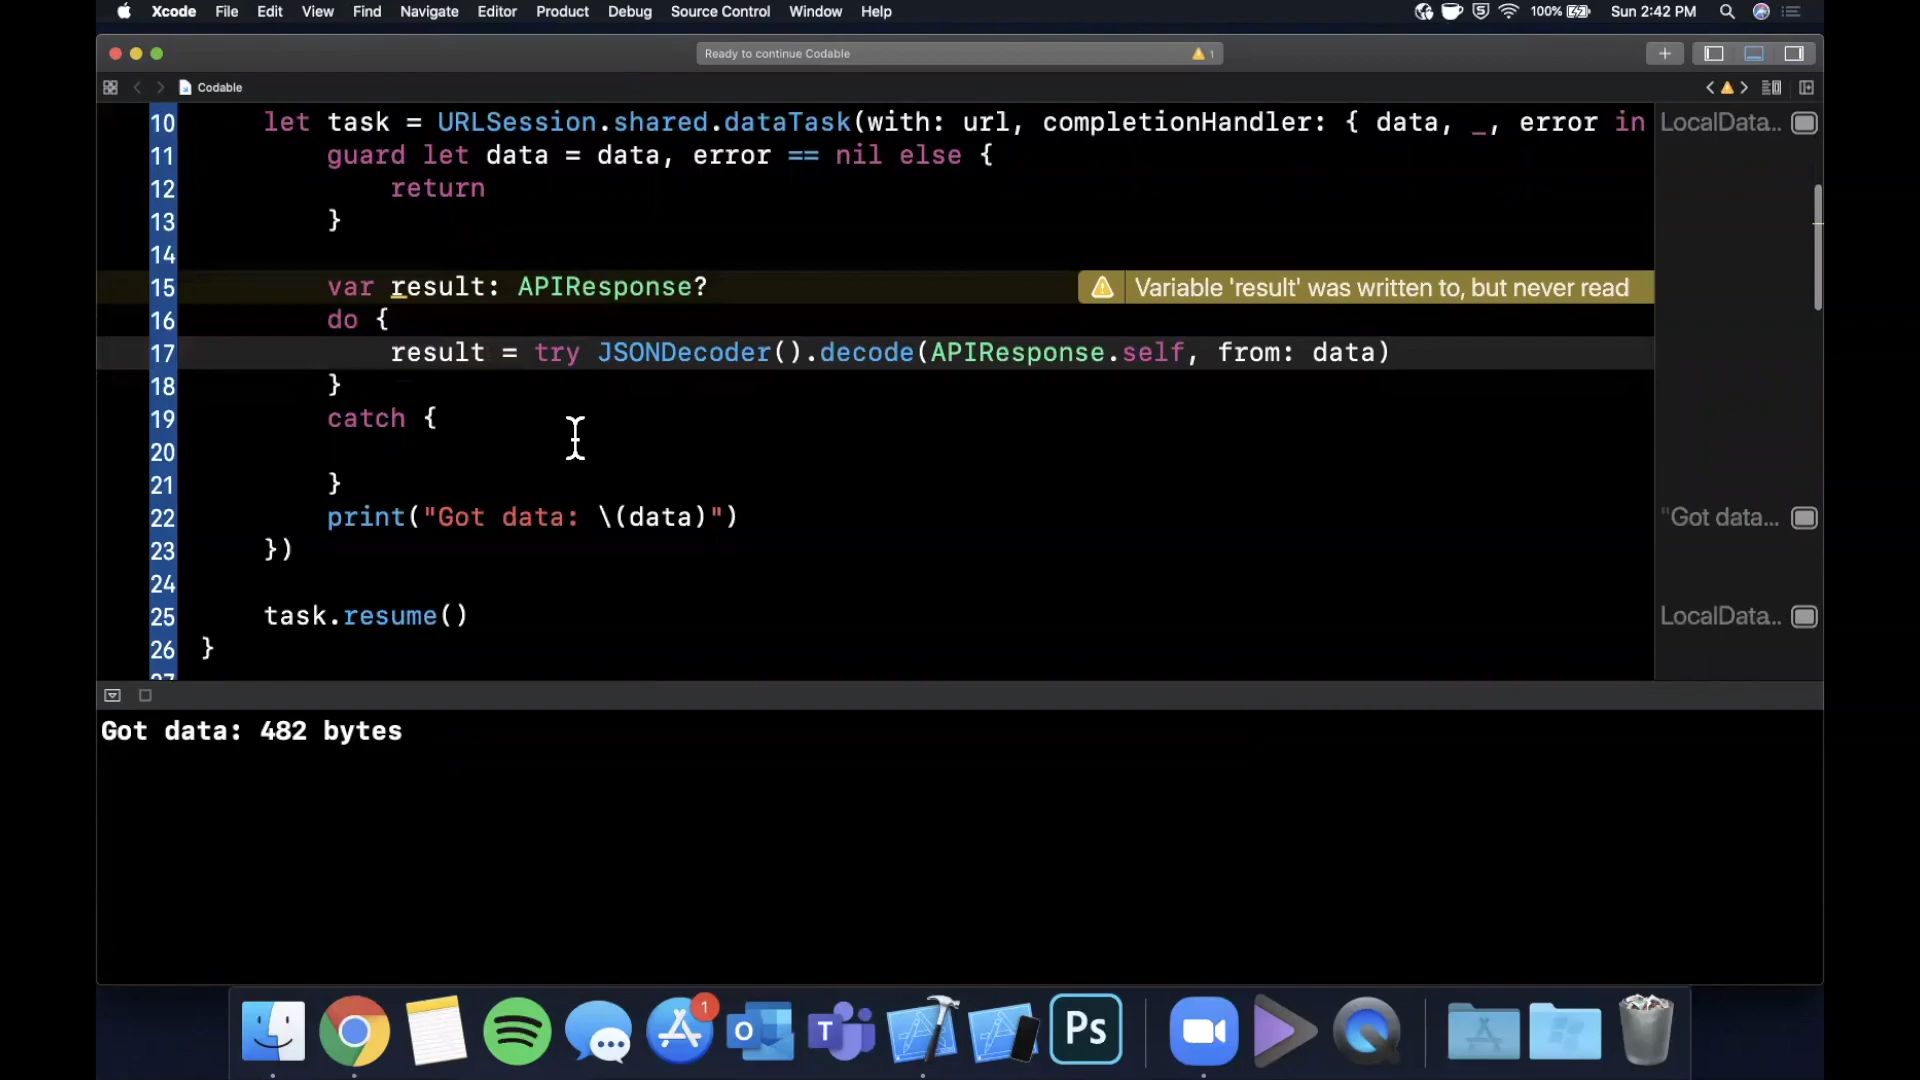 Xcode File Edit View Find Navigate Editor Product Debug Source Control Window Help 100% Sun 2:42 PM
Ready to continue Codable 1
Codable
10 let task = URLSession.shared.dataTask(with: url, completionHandler: { data, _, error in LocalData...
11 guard let data = data, error == nil else {
12 return
13 }
14
15 var result: APIResponse? Variable 'result' was written to, but never read
16 do {
17 result = try JSONDecoder().decode(APIResponse.self, from: data)
18 }
19 catch {
20
21 }
22 print("Got data: \(data)") "Got data...
23 })
24
25 task.resume() LocalData...
26 }
27
Got data: 482 bytes
1
O
T
Ps